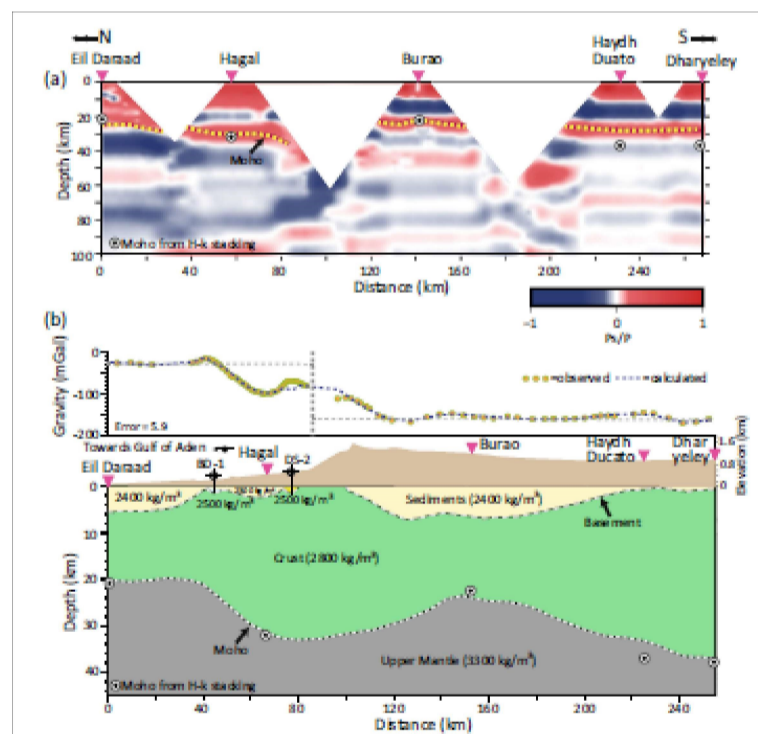 N
S
Eil Daraad
Hagal
Burao
Haydh
Duato
Dharyeley
(a)
0
20
40
60
80
100
Depth (km)
Moho
Moho from H-k stacking
0
40
80
120
160
200
240
Distance (km)
-1
0
1
Ps/P
(b)
0
-100
-200
Gravity (mGal)
observed
calculated
Error = 5.9
Towards Gulf of Aden
Eil Daraad
BD-1
Hagal
DS-2
Burao
Haydh
Ducato
Dhar
yeley
1.6
0.8
0
Elevation (km)
2400 kg/m³
2500 kg/m³
2500 kg/m³
Sediments (2400 kg/m³)
Basement
Crust (2800 kg/m³)
Moho
Upper Mantle (3300 kg/m³)
Moho from H-k stacking
0
10
20
30
40
Depth (km)
0
40
80
120
160
200
240
Distance (km)